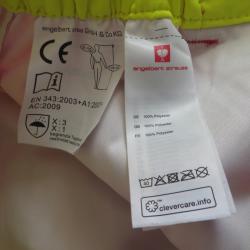 engelbert strauss GmbH & Co.KG
CE
EN 343:2003+A1:2007
AC:2009
X : 3
X : 1
engelbert strauss
100% Polyester
100% Polyester
100% Polyester
clevercare.info